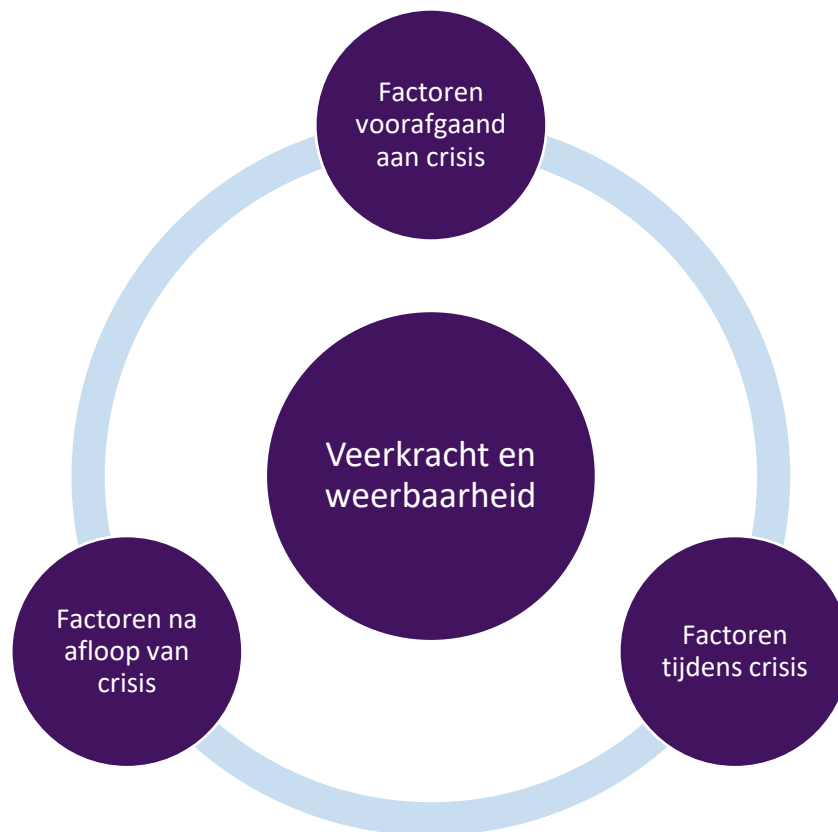 Factoren
voorafgaand
aan crisis
Veerkracht en
weerbaarheid
Factoren na
afloop van
crisis
Factoren
tijdens crisis